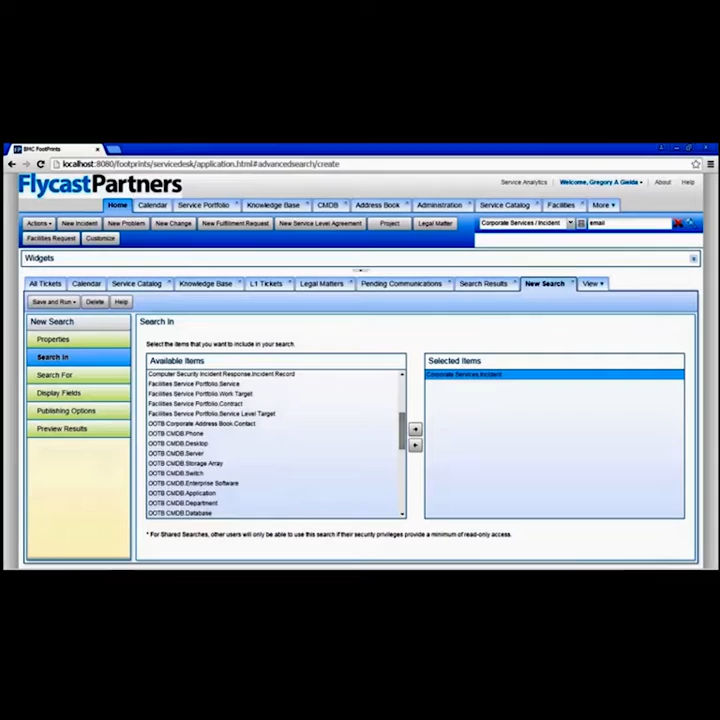 BMC FootPrints
localhost:8080/footprints/servicedesk/application.html#advancedsearch/create
FlycastPartners
Service Analytics Welcome, Gregory A Gielda About Help
Home Calendar Service Portfolio Knowledge Base CMDB Address Book Administration Service Catalog Facilities More
Actions New Incident New Problem New Change New Fulfillment Request New Service Level Agreement Project Legal Matter Corporate Services / Incident email
Facilities Request Customize
Widgets
All Tickets Calendar Service Catalog Knowledge Base L1 Tickets Legal Matters Pending Communications Search Results New Search View
Save and Run Delete Help
New Search
Properties
Search In
Search For
Display Fields
Publishing Options
Preview Results
Search In
Select the items that you want to include in your search.
Available Items
Computer Security Incident Response.Incident Record
Facilities Service Portfolio.Service
Facilities Service Portfolio.Work Target
Facilities Service Portfolio.Contract
Facilities Service Portfolio.Service Level Target
OOTB Corporate Address Book.Contact
OOTB CMDB.Phone
OOTB CMDB.Desktop
OOTB CMDB.Server
OOTB CMDB.Storage Array
OOTB CMDB.Switch
OOTB CMDB.Enterprise Software
OOTB CMDB.Application
OOTB CMDB.Department
OOTB CMDB.Database
Selected Items
Corporate Services.Incident
* For Shared Searches, other users will only be able to use this search if their security privileges provide a minimum of read-only access.